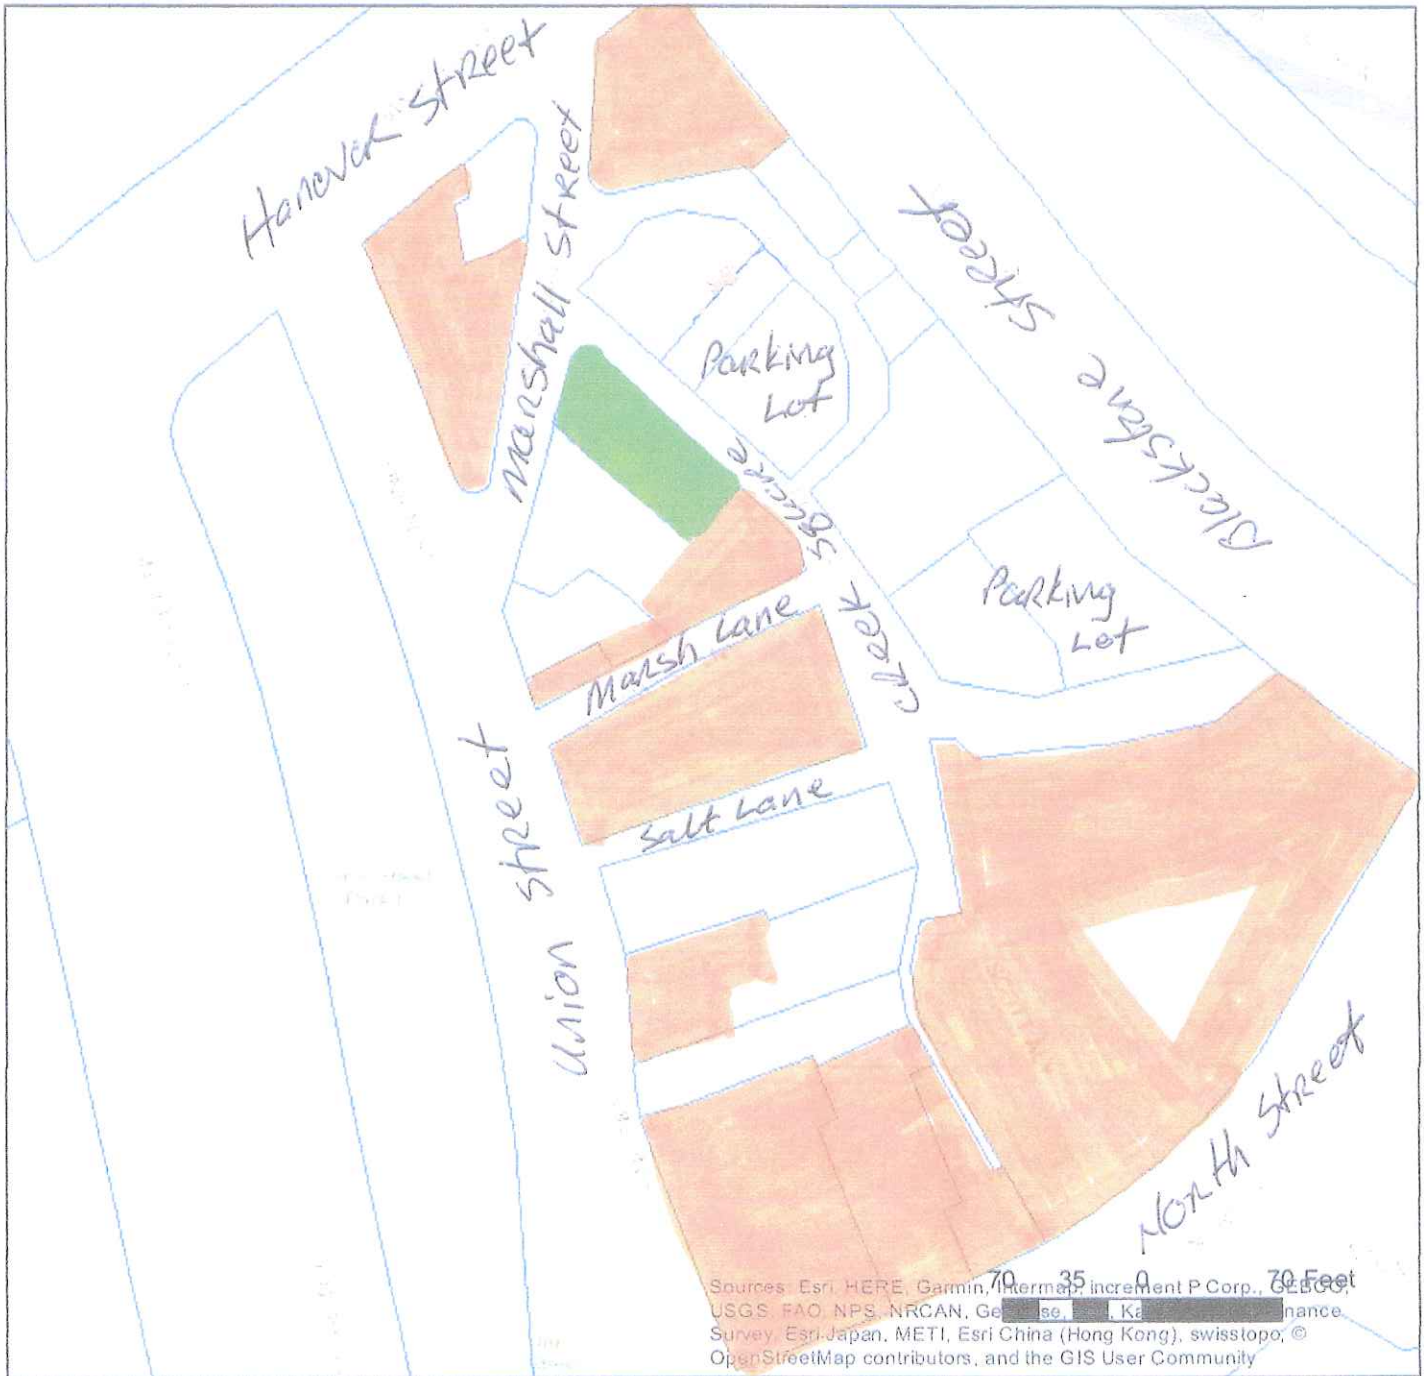 Hanover Street
Marshall Street
Blackstone Street
Parking
Lot
Creek Square
Parking
Lot
Marsh Lane
Salt Lane
Union Street
North Street
70 35 0 70 Feet
Sources: Esri, HERE, Garmin, Intermap, increment P Corp., GEBCO,
USGS, FAO, NPS, NRCAN,
Survey, Esri Japan, METI, Esri China (Hong Kong), swisstopo, ©
OpenStreetMap contributors, and the GIS User Community